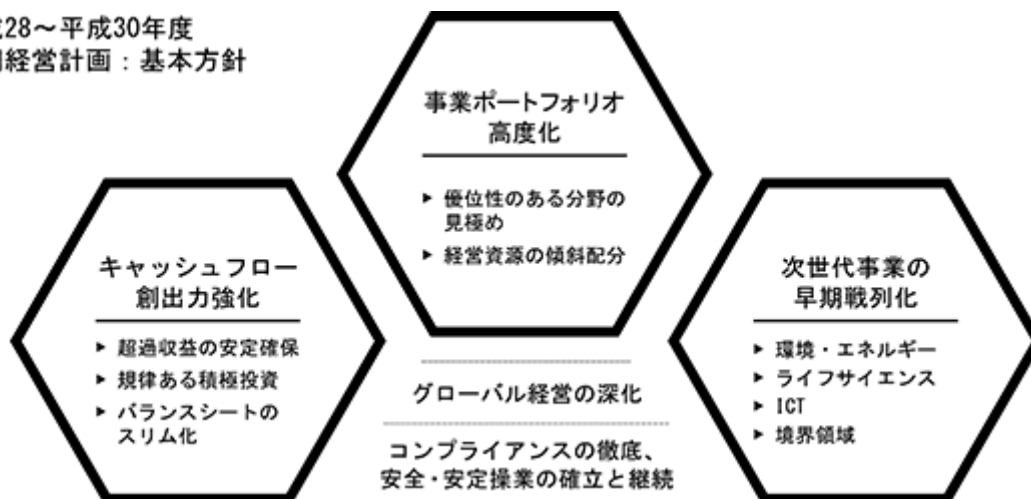 28～平成30年度
経営計画：基本方針
事業ポートフォリオ
高度化
▶ 優位性のある分野の
見極め
▶ 経営資源の傾斜配分
キャッシュフロー
創出力強化
▶ 超過収益の安定確保
▶ 規律ある積極投資
▶ バランスシートの
スリム化
グローバル経営の深化
コンプライアンスの徹底、
安全・安定操業の確立と継続
次世代事業の
早期戦列化
▶ 環境・エネルギー
▶ ライフサイエンス
▶ ICT
▶ 境界領域